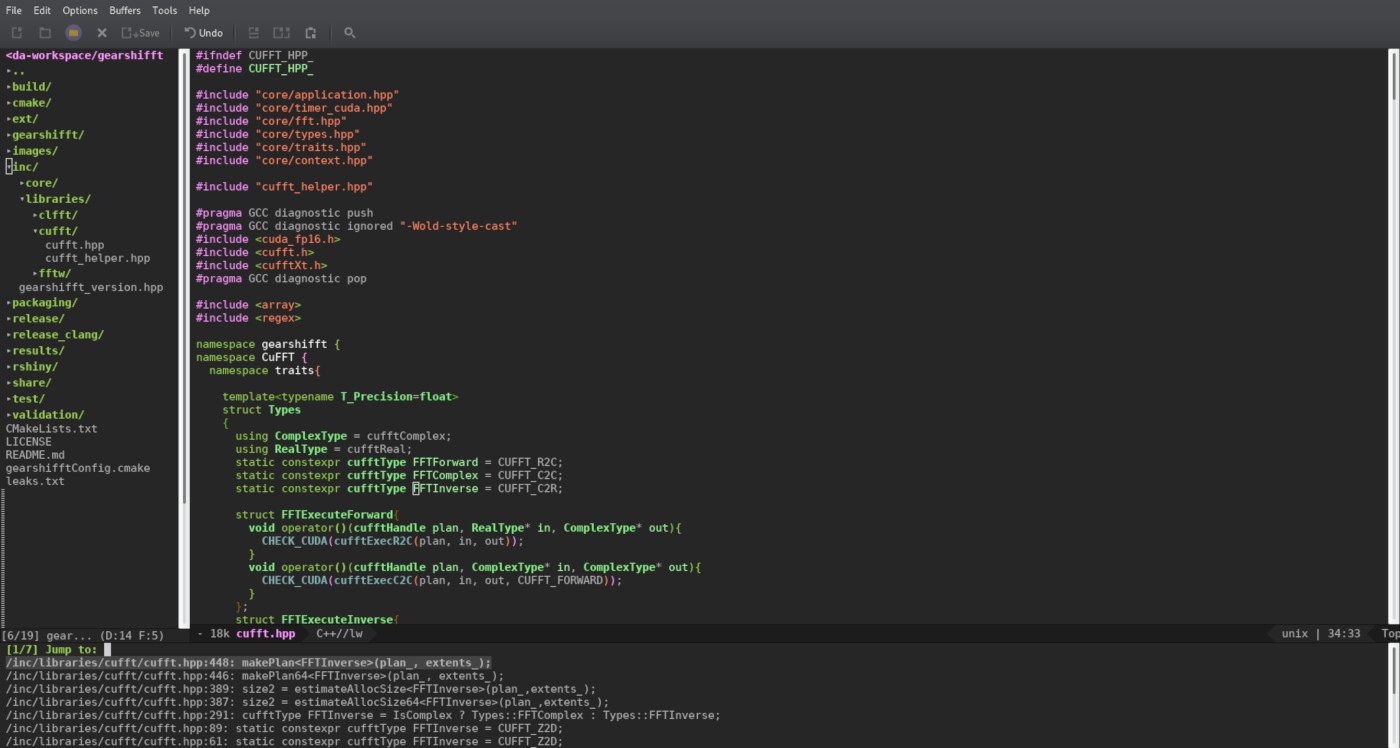 File Edit Options Buffers Tools Help
Save Undo
<da-workspace/gearshifft
..
build/
cmake/
ext/
gearshifft/
images/
inc/
core/
libraries/
clfft/
cufft/
cufft.hpp
cufft_helper.hpp
fftw/
gearshifft_version.hpp
packaging/
release/
release_clang/
results/
rshiny/
share/
test/
validation/
CMakeLists.txt
LICENSE
README.md
gearshifftConfig.cmake
leaks.txt
[6/19] gear... (D:14 F:5)
#ifndef CUFFT_HPP_
#define CUFFT_HPP_
#include "core/application.hpp"
#include "core/timer_cuda.hpp"
#include "core/fft.hpp"
#include "core/types.hpp"
#include "core/traits.hpp"
#include "core/context.hpp"
#include "cufft_helper.hpp"
#pragma GCC diagnostic push
#pragma GCC diagnostic ignored "-Wold-style-cast"
#include <cuda_fp16.h>
#include <cufft.h>
#include <cufftXt.h>
#pragma GCC diagnostic pop
#include <array>
#include <regex>
namespace gearshifft {
namespace CuFFT {
namespace traits{
template<typename T_Precision=float>
struct Types
{
using ComplexType = cufftComplex;
using RealType = cufftReal;
static constexpr cufftType FFTForward = CUFFT_R2C;
static constexpr cufftType FFTComplex = CUFFT_C2C;
static constexpr cufftType FFTInverse = CUFFT_C2R;
struct FFTExecuteForward{
void operator()(cufftHandle plan, RealType* in, ComplexType* out){
CHECK_CUDA(cufftExecR2C(plan, in, out));
}
void operator()(cufftHandle plan, ComplexType* in, ComplexType* out){
CHECK_CUDA(cufftExecC2C(plan, in, out, CUFFT_FORWARD));
}
};
struct FFTExecuteInverse{
- 18k cufft.hpp C++//lw unix | 34:33 Top
[1/7] Jump to:
/inc/libraries/cufft/cufft.hpp:448: makePlan<FFTInverse>(plan_, extents_);
/inc/libraries/cufft/cufft.hpp:446: makePlan64<FFTInverse>(plan_, extents_);
/inc/libraries/cufft/cufft.hpp:389: size2 = estimateAllocSize<FFTInverse>(plan_,extents_);
/inc/libraries/cufft/cufft.hpp:387: size2 = estimateAllocSize64<FFTInverse>(plan_,extents_);
/inc/libraries/cufft/cufft.hpp:291: cufftType FFTInverse = IsComplex ? Types::FFTComplex : Types::FFTInverse;
/inc/libraries/cufft/cufft.hpp:89: static constexpr cufftType FFTInverse = CUFFT_Z2D;
/inc/libraries/cufft/cufft.hpp:61: static constexpr cufftType FFTInverse = CUFFT_Z2D;